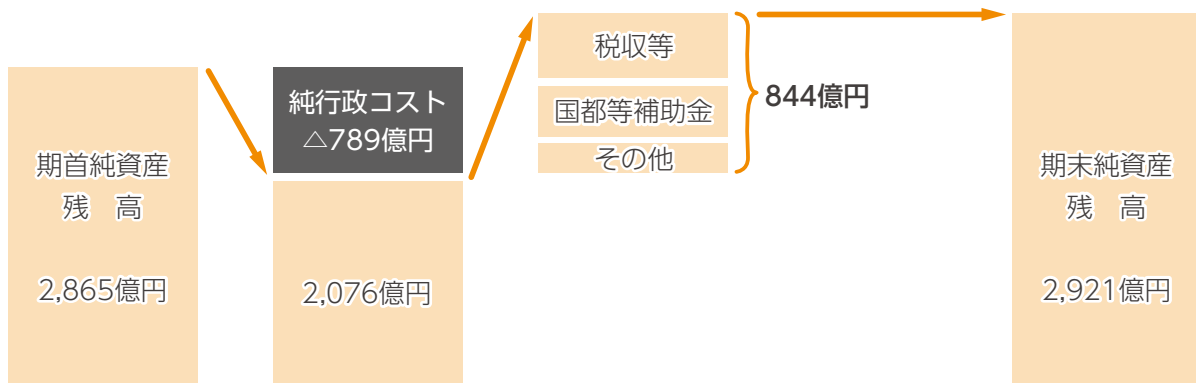 期首純資産
残　高
2,865億円
純行政コスト
△789億円
2,076億円
税収等
国都等補助金
その他
844億円
期末純資産
残　高
2,921億円